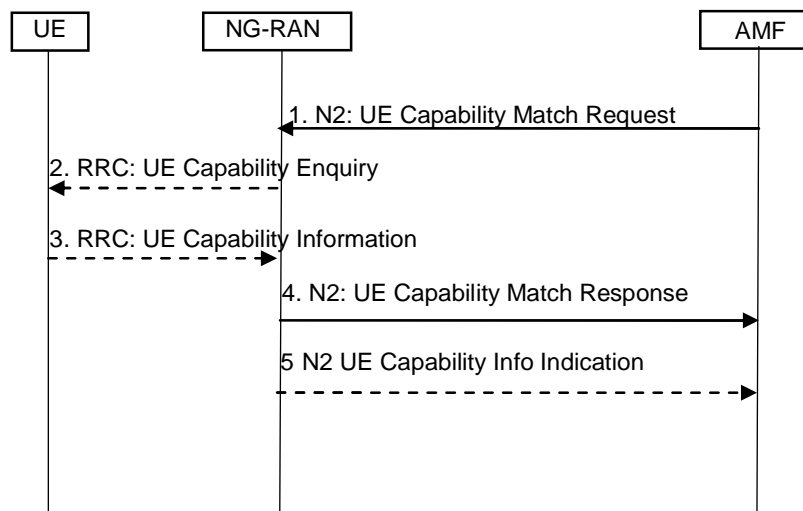 UE
NG-RAN
AMF
1. N2: UE Capability Match Request
2. RRC: UE Capability Enquiry
3. RRC: UE Capability Information
4. N2: UE Capability Match Response
5 N2 UE Capability Info Indication